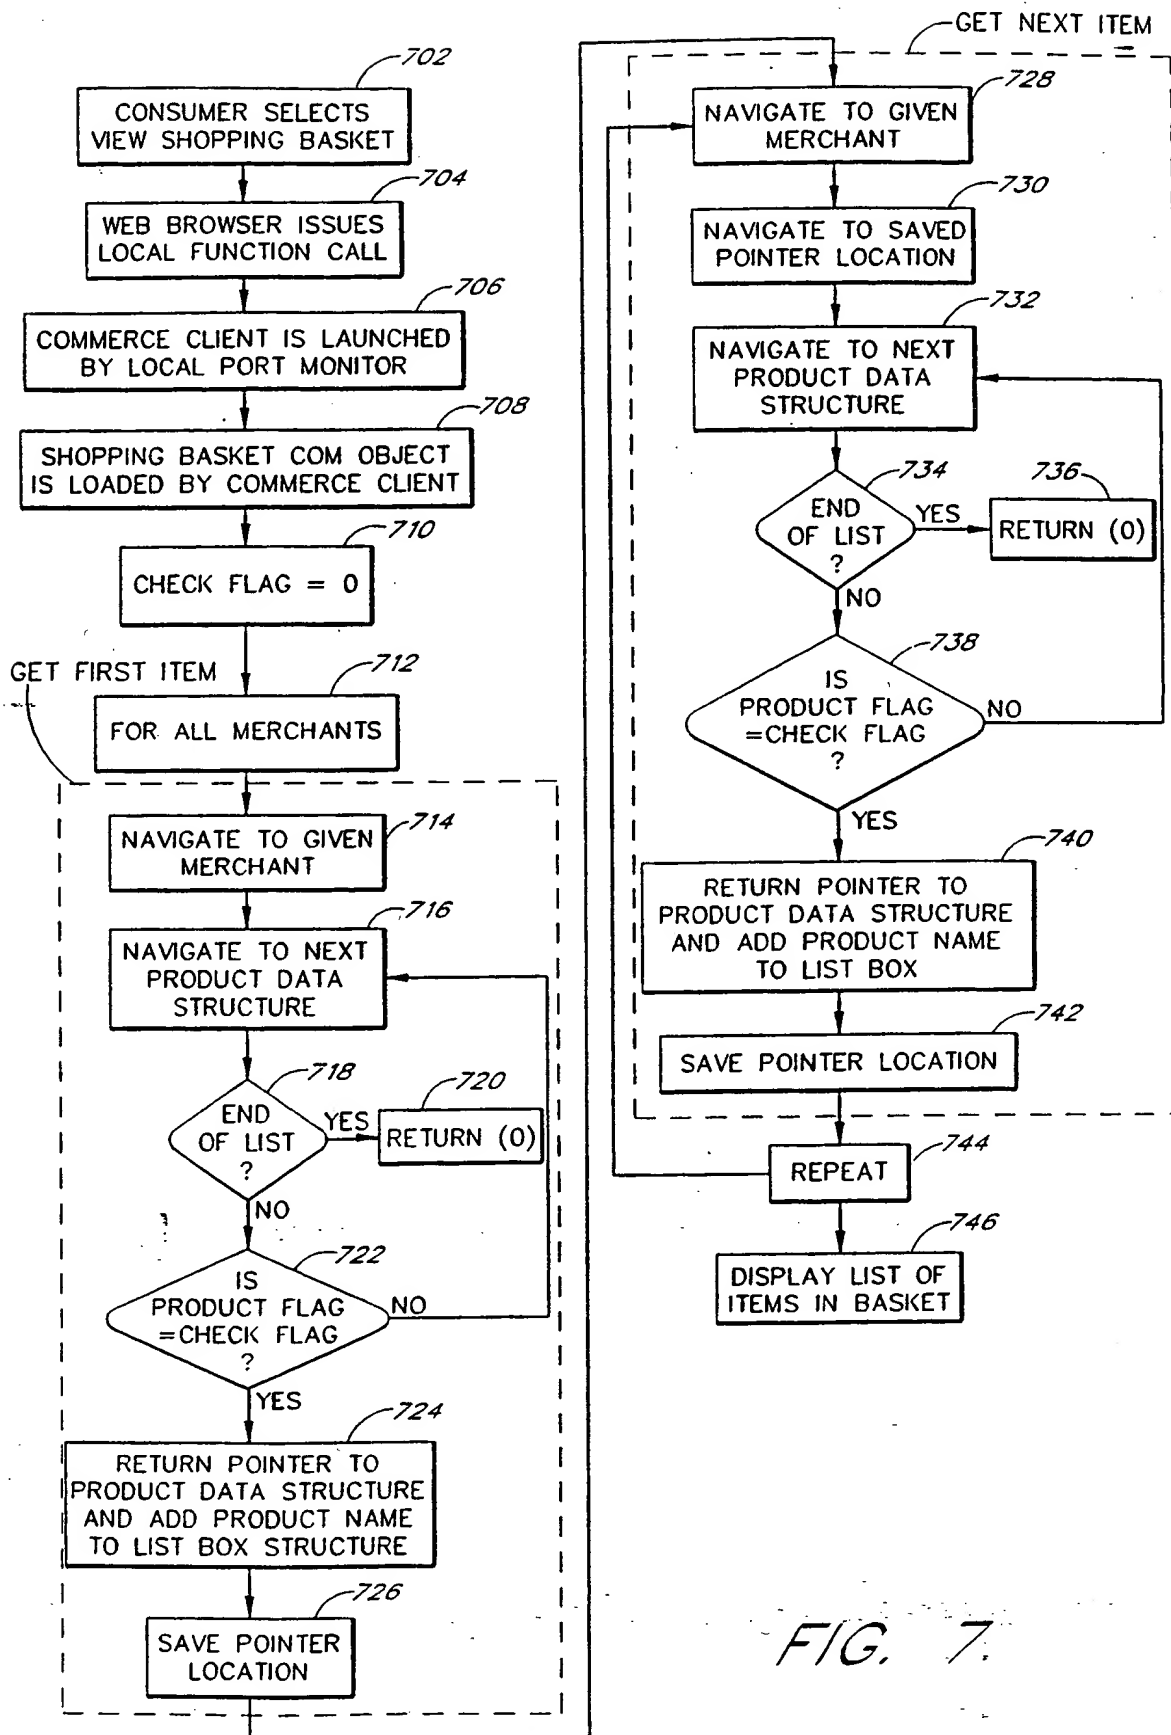 702
CONSUMER SELECTS
VIEW SHOPPING BASKET
704
WEB BROWSER ISSUES
LOCAL FUNCTION CALL
706
COMMERCE CLIENT IS LAUNCHED
BY LOCAL PORT MONITOR
708
SHOPPING BASKET COM OBJECT
IS LOADED BY COMMERCE CLIENT
710
CHECK FLAG = 0
GET FIRST ITEM
712
FOR ALL MERCHANTS
714
NAVIGATE TO GIVEN
MERCHANT
716
NAVIGATE TO NEXT
PRODUCT DATA
STRUCTURE
718
END
OF LIST
?
YES
720
RETURN (0)
NO
722
IS
PRODUCT FLAG
=CHECK FLAG
?
NO
YES
724
RETURN POINTER TO
PRODUCT DATA STRUCTURE
AND ADD PRODUCT NAME
TO LIST BOX STRUCTURE
726
SAVE POINTER
LOCATION
GET NEXT ITEM
728
NAVIGATE TO GIVEN
MERCHANT
730
NAVIGATE TO SAVED
POINTER LOCATION
732
NAVIGATE TO NEXT
PRODUCT DATA
STRUCTURE
734
END
OF LIST
?
YES
736
RETURN (0)
NO
738
IS
PRODUCT FLAG
=CHECK FLAG
?
NO
YES
740
RETURN POINTER TO
PRODUCT DATA STRUCTURE
AND ADD PRODUCT NAME
TO LIST BOX
742
SAVE POINTER LOCATION
744
REPEAT
746
DISPLAY LIST OF
ITEMS IN BASKET
FIG. 7.